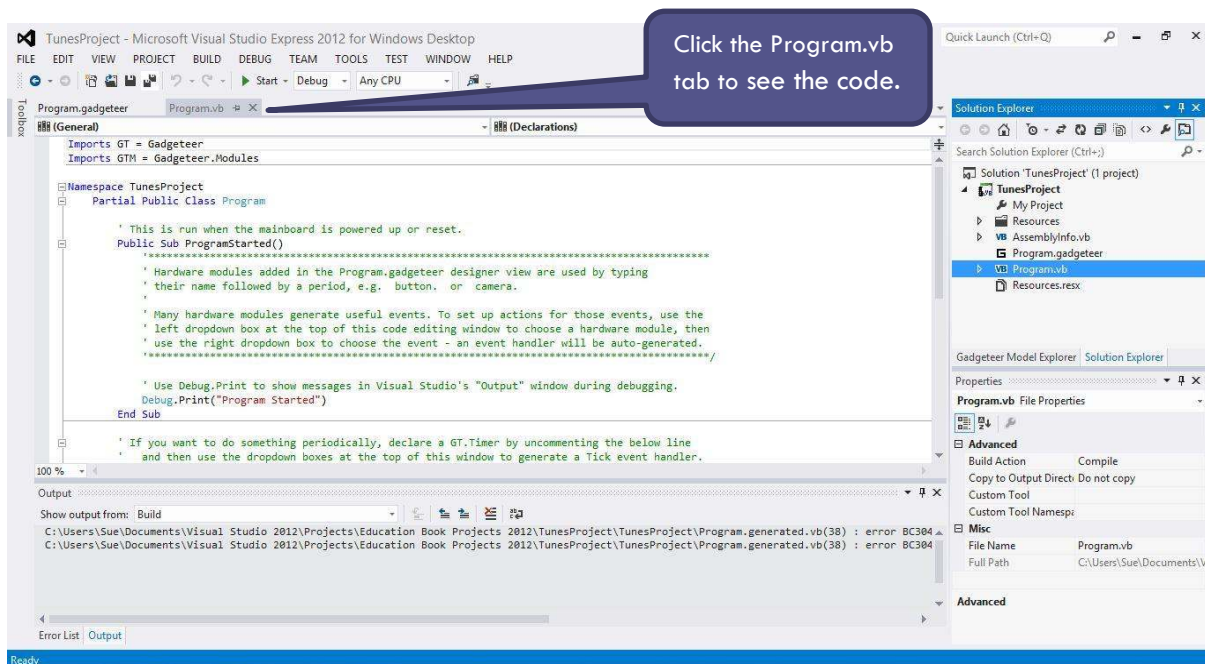 TunesProject - Microsoft Visual Studio Express 2012 for Windows Desktop
Quick Launch (Ctrl+Q)
Click the Program.vb
tab to see the code.
FILE EDIT VIEW PROJECT BUILD DEBUG TEAM TOOLS TEST WINDOW HELP
Start Debug Any CPU
Toolbox
Program.gadgeteer Program.vb
(General) (Declarations)
Imports GT = Gadgeteer
Imports GTM = Gadgeteer.Modules
Namespace TunesProject
Partial Public Class Program
' This is run when the mainboard is powered up or reset.
Public Sub ProgramStarted()
'*******************************************************************************************
' Hardware modules added in the Program.gadgeteer designer view are used by typing
' their name followed by a period, e.g. button. or camera.
'
' Many hardware modules generate useful events. To set up actions for those events, use the
' left dropdown box at the top of this code editing window to choose a hardware module, then
' use the right dropdown box to choose the event - an event handler will be auto-generated.
'*******************************************************************************************/
' Use Debug.Print to show messages in Visual Studio's "Output" window during debugging.
Debug.Print("Program Started")
End Sub
' If you want to do something periodically, declare a GT.Timer by uncommenting the below line
' and then use the dropdown boxes at the top of this window to generate a Tick event handler.
100 %
Output
Show output from: Build
C:\Users\Sue\Documents\Visual Studio 2012\Projects\Education Book Projects 2012\TunesProject\TunesProject\Program.generated.vb(38) : error BC304
C:\Users\Sue\Documents\Visual Studio 2012\Projects\Education Book Projects 2012\TunesProject\TunesProject\Program.generated.vb(38) : error BC304
Error List Output
Ready
Solution Explorer
Search Solution Explorer (Ctrl+;)
Solution 'TunesProject' (1 project)
TunesProject
My Project
Resources
VB AssemblyInfo.vb
Program.gadgeteer
VB Program.vb
Resources.resx
Gadgeteer Model Explorer Solution Explorer
Properties
Program.vb File Properties
Advanced
Build Action Compile
Copy to Output Direct Do not copy
Custom Tool
Custom Tool Namespa
Misc
File Name Program.vb
Full Path C:\Users\Sue\Documents\V
Advanced